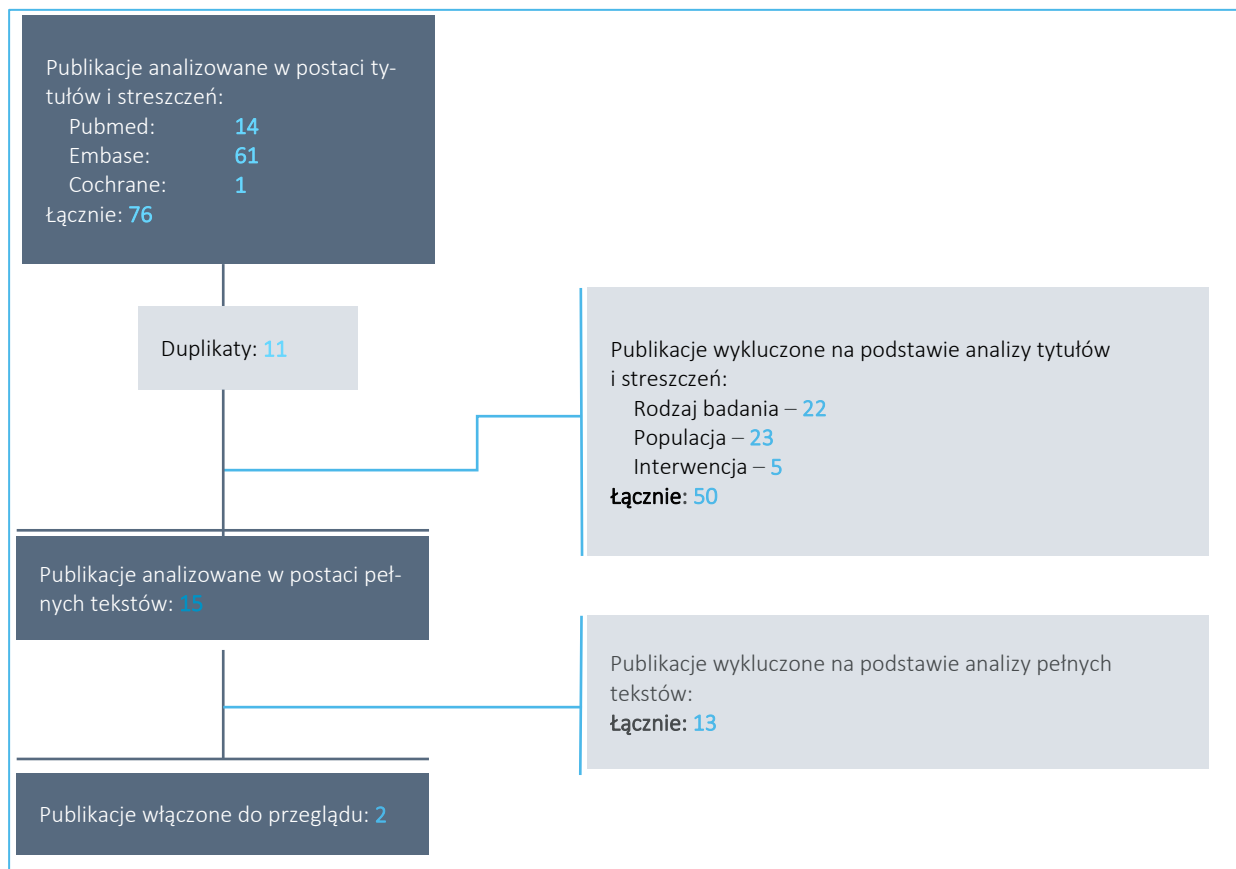 Publikacje analizowane w postaci ty-
tułów i streszczeń:
Pubmed: 14
Embase: 61
Cochrane: 1
Łącznie: 76
Duplikaty: 11
Publikacje wykluczone na podstawie analizy tytułów
i streszczeń:
Rodzaj badania – 22
Populacja – 23
Interwencja – 5
Łącznie: 50
Publikacje analizowane w postaci peł-
nych tekstów: 15
Publikacje wykluczone na podstawie analizy pełnych
tekstów:
Łącznie: 13
Publikacje włączone do przeglądu: 2